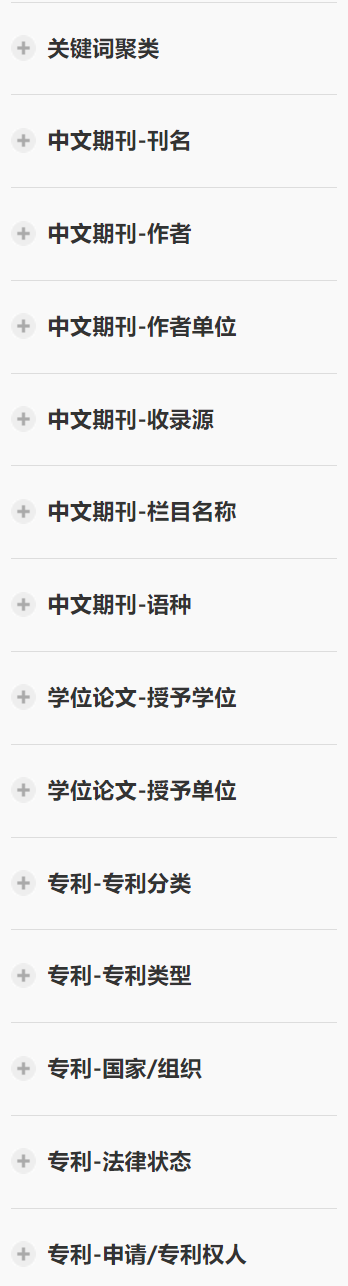 关键词聚类
中文期刊-刊名
中文期刊-作者
中文期刊-作者单位
中文期刊-收录源
中文期刊-栏目名称
中文期刊-语种
学位论文-授予学位
学位论文-授予单位
专利-专利分类
专利-专利类型
专利-国家/组织
专利-法律状态
专利-申请/专利权人